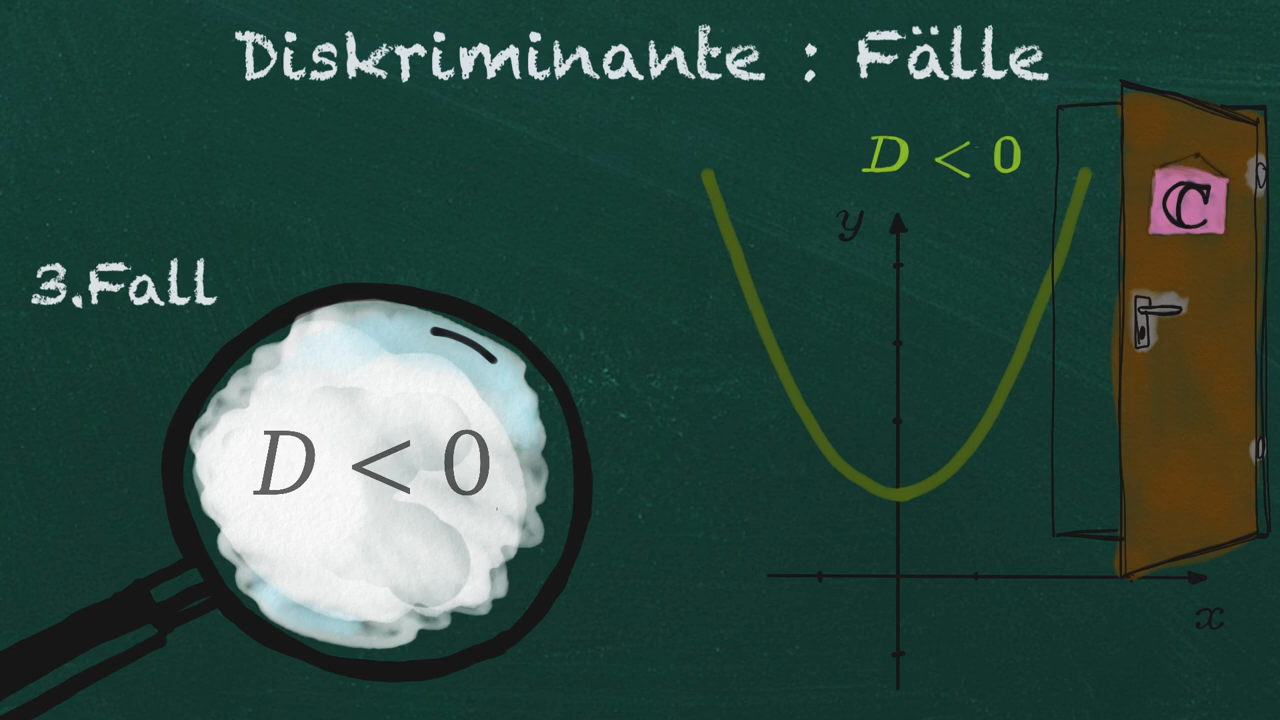 Diskriminante : Fälle
D < 0
ℂ
y
3.Fall
D < 0
x